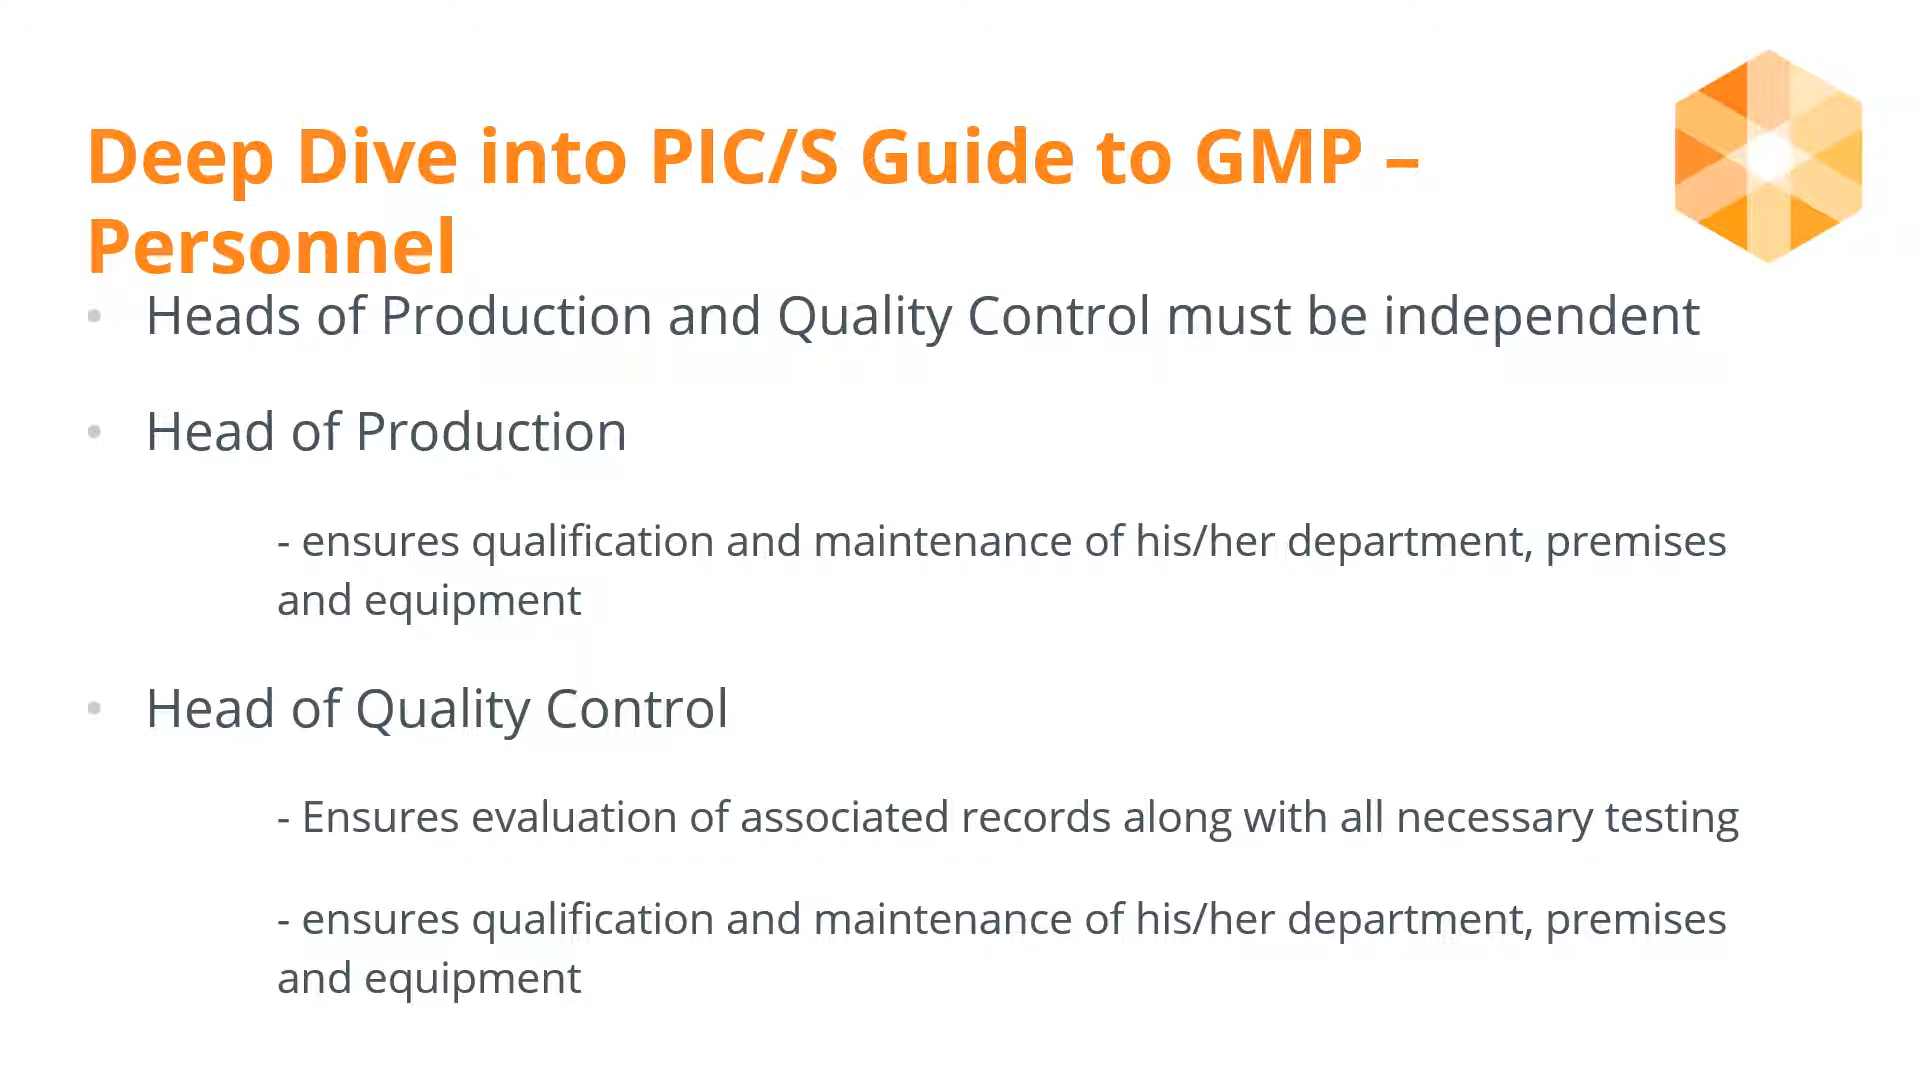 Deep Dive into PIC/S Guide to GMP –
Personnel
• Heads of Production and Quality Control must be independent
• Head of Production
- ensures qualification and maintenance of his/her department, premises
and equipment
• Head of Quality Control
- Ensures evaluation of associated records along with all necessary testing
- ensures qualification and maintenance of his/her department, premises
and equipment